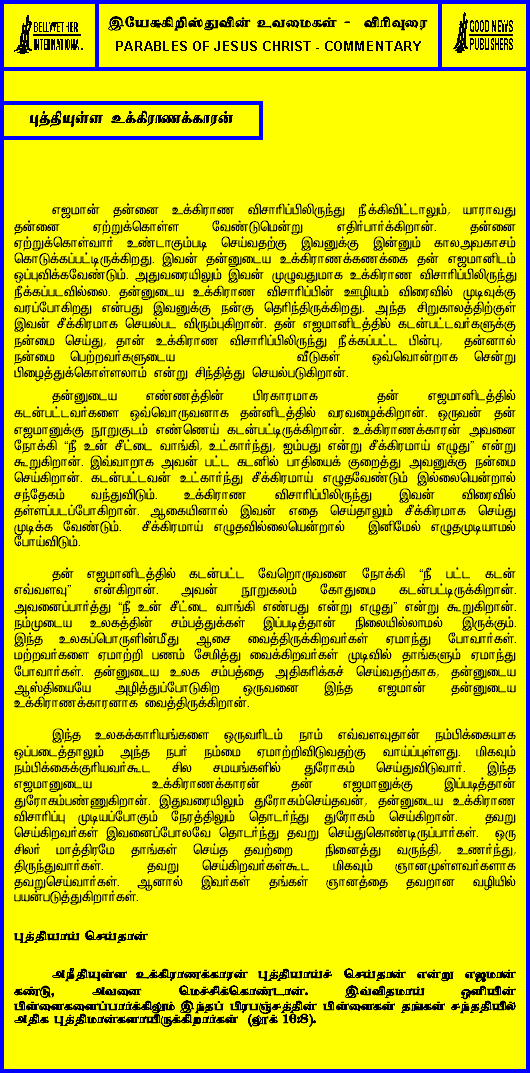 BELLWETHER
INTERNATIONAL
இயேசுகிறிஸ்துவின் உவமைகள் - விரிவுரை
PARABLES OF JESUS CHRIST - COMMENTARY
GOOD NEWS
PUBLISHERS
புத்தியுள்ள உக்கிராணக்காரன்
எஜமான் தன்னை உக்கிராண விசாரிப்பிலிருந்து நீக்கிவிட்டாலும், யாராவது
தன்னை ஏற்றுக்கொள்ள வேண்டுமென்று எதிர்பார்க்கிறான். தன்னை
ஏற்றுக்கொள்வார் உண்டாகும்படி செய்வதற்கு இவனுக்கு இன்னும் காலஅவகாசம்
கொடுக்கப்பட்டிருக்கிறது. இவன் தன்னுடைய உக்கிராணக்கணக்கை தன் எஜமானிடம்
ஒப்புவிக்கவேண்டும். அதுவரையிலும் இவன் முழுவதுமாக உக்கிராண விசாரிப்பிலிருந்து
நீக்கப்படவில்லை. தன்னுடைய உக்கிராண விசாரிப்பின் ஊழியம் விரைவில் முடிவுக்கு
வரப்போகிறது என்பது இவனுக்கு நன்கு தெரிந்திருக்கிறது. அந்த சிறுகாலத்திற்குள்
இவன் சீக்கிரமாக செயல்பட விரும்புகிறான். தன் எஜமானிடத்தில் கடன்பட்டவர்களுக்கு
நன்மை செய்து, தான் உக்கிராண விசாரிப்பிலிருந்து நீக்கப்பட்ட பின்பு, தன்னால்
நன்மை பெற்றவர்களுடைய வீடுகள் ஒவ்வொன்றாக சென்று
பிழைத்துக்கொள்ளலாம் என்று சிந்தித்து செயல்படுகிறான்.
தன்னுடைய எண்ணத்தின் பிரகாரமாக தன் எஜமானிடத்தில்
கடன்பட்டவர்களை ஒவ்வொருவனாக தன்னிடத்தில் வரவழைக்கிறான். ஒருவன் தன்
எஜமானுக்கு நூறுகுடம் எண்ணெய் கடன்பட்டிருக்கிறான். உக்கிராணக்காரன் அவனை
நோக்கி "நீ உன் சீட்டை வாங்கி, உட்கார்ந்து, ஐம்பது என்று சீக்கிரமாய் எழுது" என்று
கூறுகிறான். இவ்வாறாக அவன் பட்ட கடனில் பாதியைக் குறைத்து அவனுக்கு நன்மை
செய்கிறான். கடன்பட்டவன் உட்கார்ந்து சீக்கிரமாய் எழுதவேண்டும் இல்லையென்றால்
சந்தேகம் வந்துவிடும். உக்கிராண விசாரிப்பிலிருந்து இவன் விரைவில்
தள்ளப்படப்போகிறான். ஆகையினால் இவன் எதை செய்தாலும் சீக்கிரமாக செய்து
முடிக்க வேண்டும். சீக்கிரமாய் எழுதவில்லையென்றால் இனிமேல் எழுதமுடியாமல்
போய்விடும்.
தன் எஜமானிடத்தில் கடன்பட்ட வேறொருவனை நோக்கி "நீ பட்ட கடன்
எவ்வளவு" என்கிறான். அவன் நூறுகலம் கோதுமை கடன்பட்டிருக்கிறான்.
அவனைப்பார்த்து "நீ உன் சீட்டை வாங்கி எண்பது என்று எழுது" என்று கூறுகிறான்.
நம்முடைய உலகத்தின் சம்பத்துக்கள் இப்படித்தான் நிலையில்லாமல் இருக்கும்.
இந்த உலகப்பொருளின்மீது ஆசை வைத்திருக்கிறவர்கள் ஏமாந்து போவார்கள்.
மற்றவர்களை ஏமாற்றி பணம் சேமித்து வைக்கிறவர்கள் முடிவில் தாங்களும் ஏமாந்து
போவார்கள். தன்னுடைய உலக சம்பத்தை அதிகரிக்கச் செய்வதற்காக, தன்னுடைய
ஆஸ்தியையே அழித்துப்போடுகிற ஒருவனை இந்த எஜமான் தன்னுடைய
உக்கிராணக்காரனாக வைத்திருக்கிறான்.
இந்த உலகக்காரியங்களை ஒருவரிடம் நாம் எவ்வளவுதான் நம்பிக்கையாக
ஒப்படைத்தாலும் அந்த நபர் நம்மை ஏமாற்றிவிடுவதற்கு வாய்ப்புள்ளது. மிகவும்
நம்பிக்கைக்குரியவர்கூட சில சமயங்களில் துரோகம் செய்துவிடுவார். இந்த
எஜமானுடைய உக்கிராணக்காரன் தன் எஜமானுக்கு இப்படித்தான்
துரோகம்பண்ணுகிறான். இதுவரையிலும் துரோகம்செய்தவன், தன்னுடைய உக்கிராண
விசாரிப்பு முடியப்போகும் நேரத்திலும் தொடர்ந்து துரோகம் செய்கிறான். தவறு
செய்கிறவர்கள் இவனைப்போலவே தொடர்ந்து தவறு செய்துகொண்டிருப்பார்கள். ஒரு
சிலர் மாத்திரமே தாங்கள் செய்த தவற்றை நினைத்து வருந்தி, உணர்ந்து,
திருந்துவார்கள். தவறு செய்கிறவர்கள்கூட மிகவும் ஞானமுள்ளவர்களாக
தவறுசெய்வார்கள். ஆனால் இவர்கள் தங்கள் ஞானத்தை தவறான வழியில்
பயன்படுத்துகிறார்கள்.
புத்தியாய் செய்தான்
அநீதியுள்ள உக்கிராணக்காரன் புத்தியாய்ச் செய்தான் என்று எஜமான்
கண்டு, அவனை மெச்சிக்கொண்டான். இவ்விதமாய் ஒளியின்
பிள்ளைகளைப்பார்க்கிலும் இந்தப் பிரபஞ்சத்தின் பிள்ளைகள் தங்கள் சந்ததியில்
அதிக புத்திமான்களாயிருக்கிறார்கள் (லூக் 16:8).